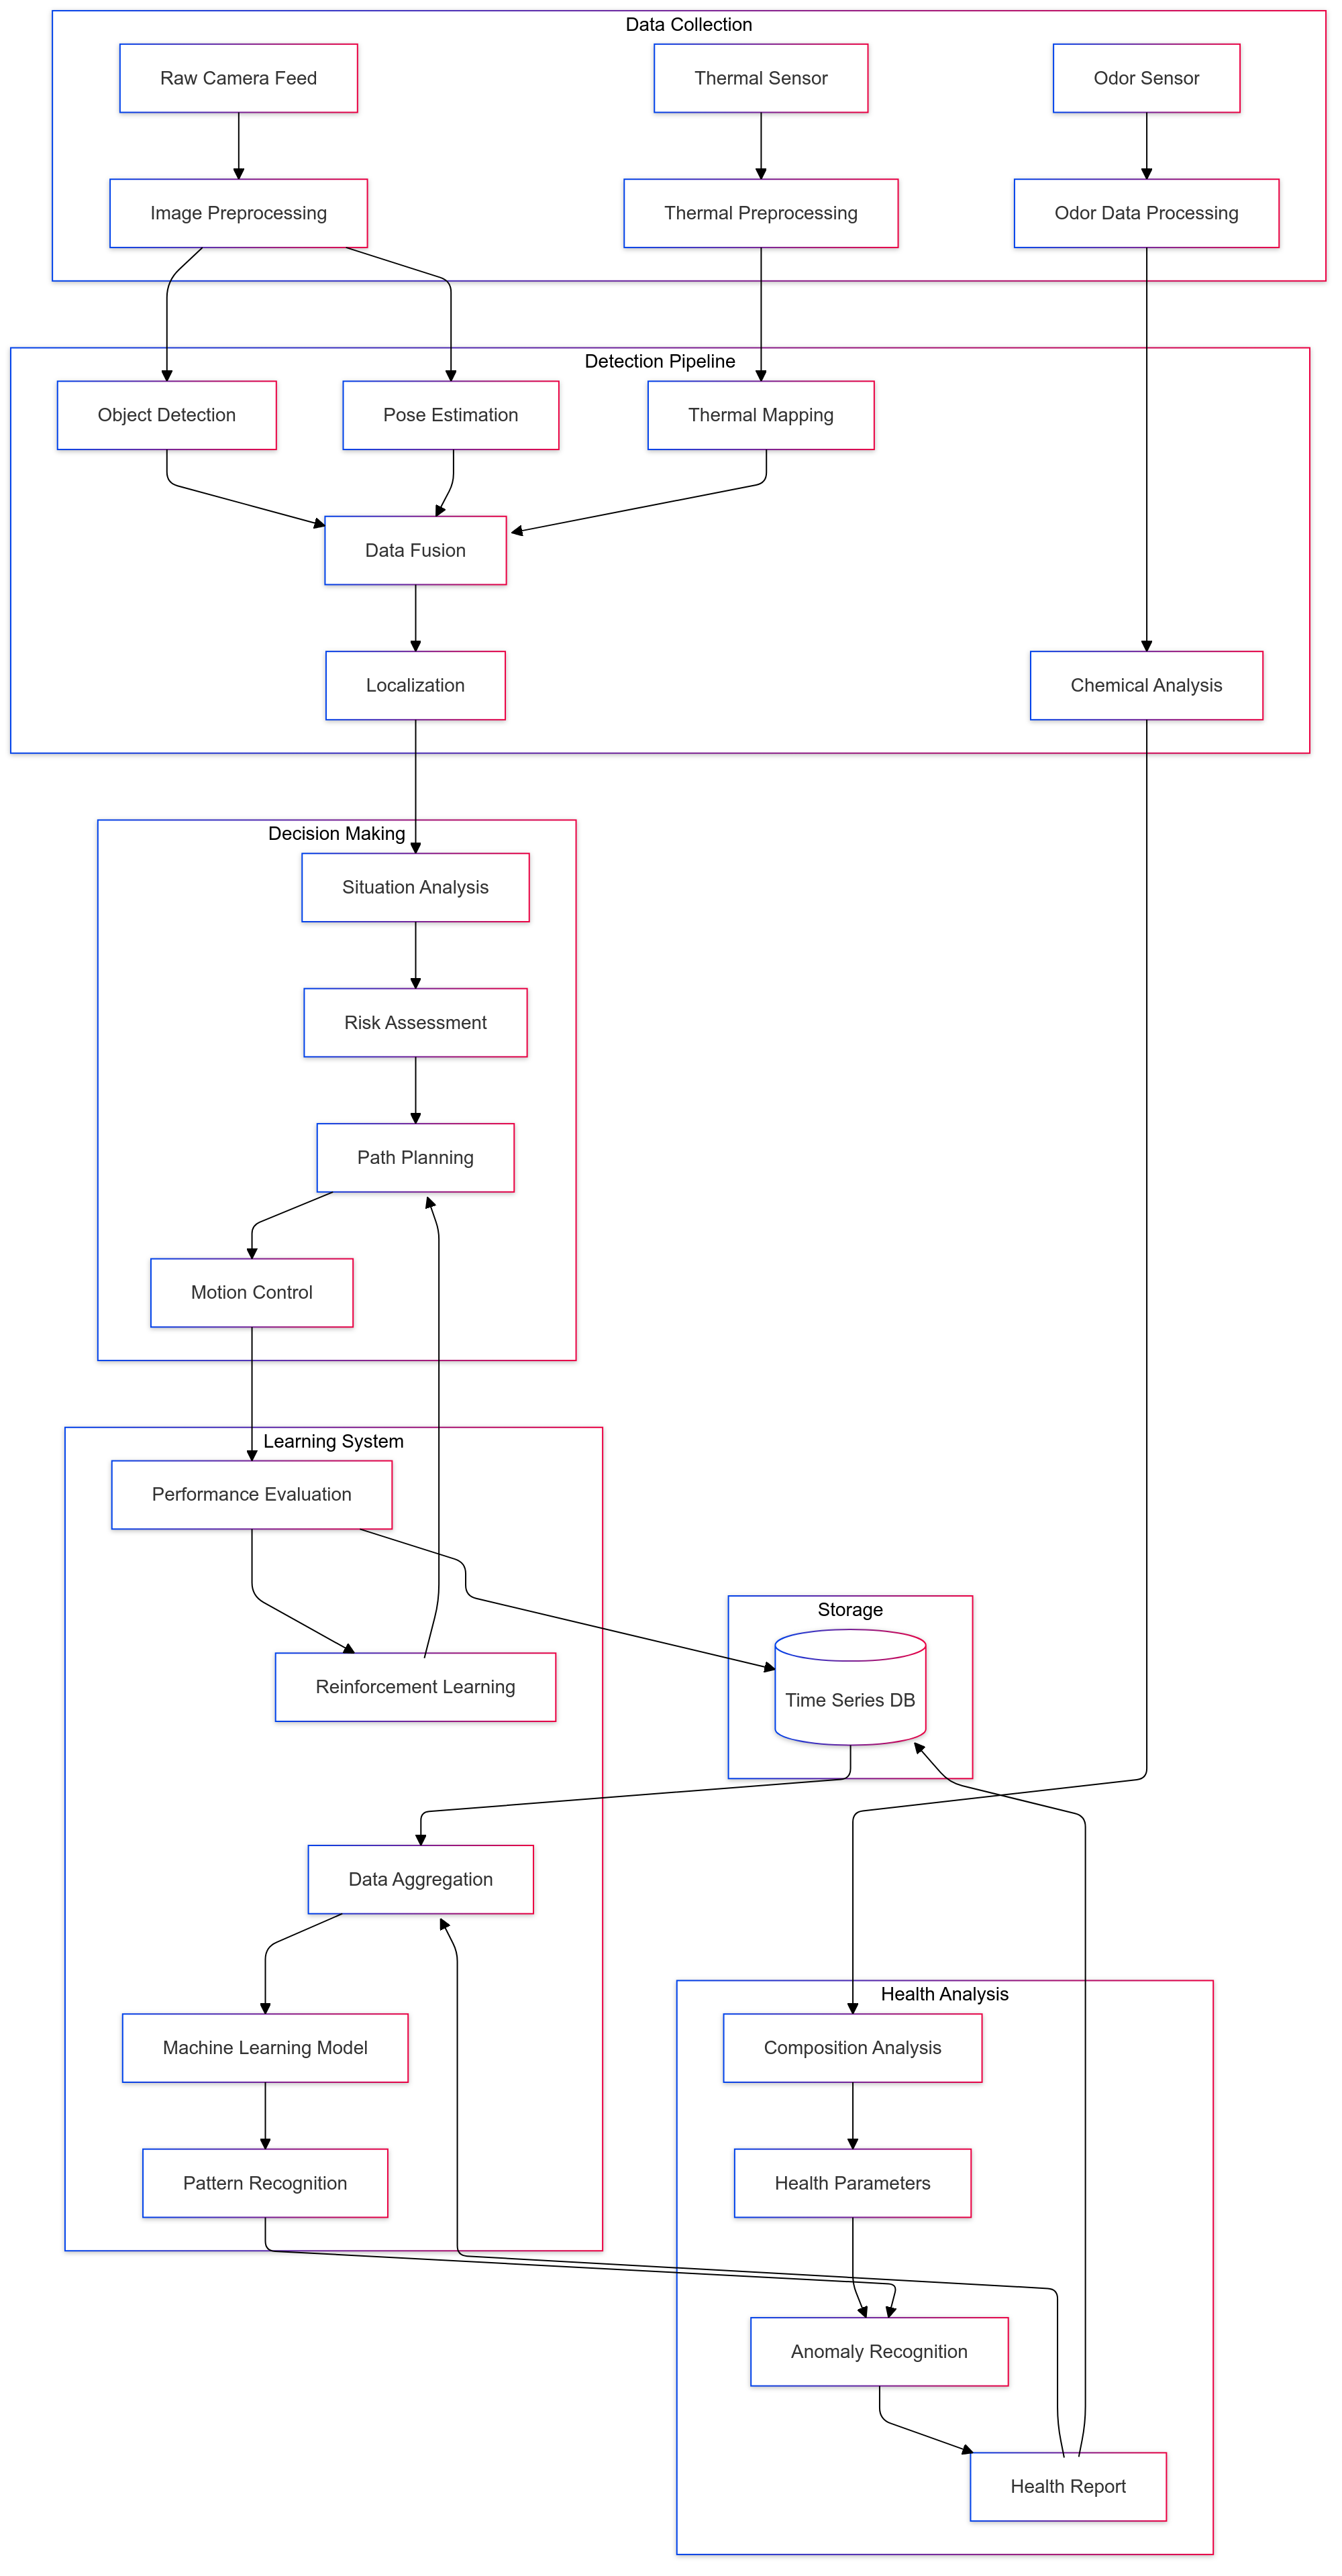 Data Collection
Raw Camera Feed
Thermal Sensor
Odor Sensor
Image Preprocessing
Thermal Preprocessing
Odor Data Processing
Detection Pipeline
Object Detection
Pose Estimation
Thermal Mapping
Data Fusion
Localization
Chemical Analysis
Decision Making
Situation Analysis
Risk Assessment
Path Planning
Motion Control
Learning System
Performance Evaluation
Storage
Reinforcement Learning
Time Series DB
Data Aggregation
Health Analysis
Machine Learning Model
Composition Analysis
Pattern Recognition
Health Parameters
Anomaly Recognition
Health Report